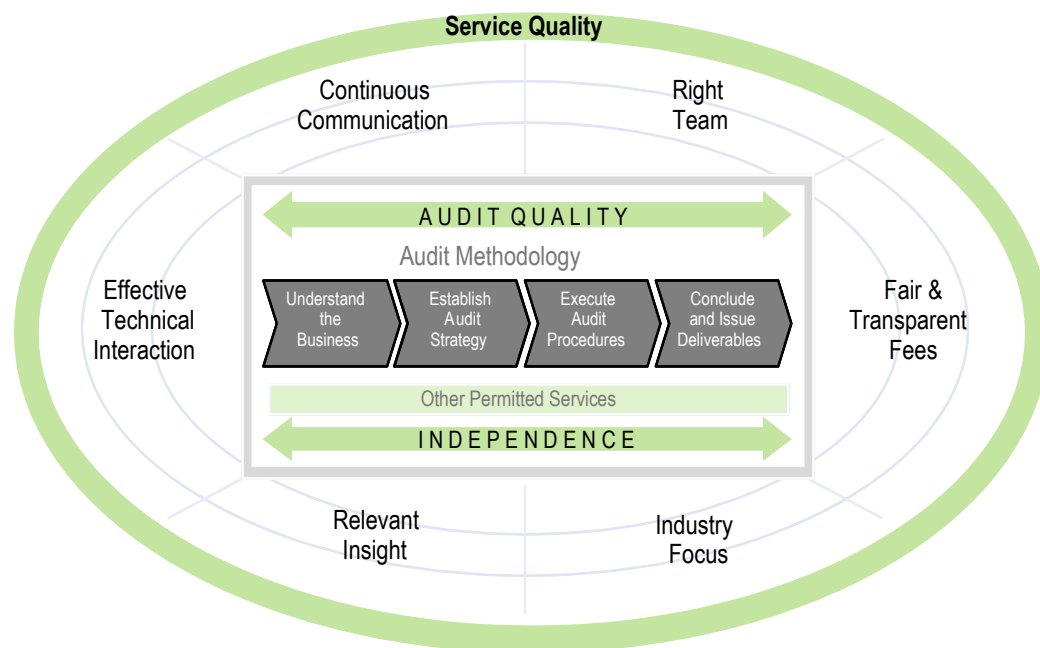 Service Quality
Continuous
Communication
Right
Team
AUDIT QUALITY
Audit Methodology
Effective
Technical
Interaction
Understand
the
Business
Establish
Audit
Strategy
Execute
Audit
Procedures
Conclude
and Issue
Deliverables
Fair &
Transparent
Fees
Other Permitted Services
INDEPENDENCE
Relevant
Insight
Industry
Focus